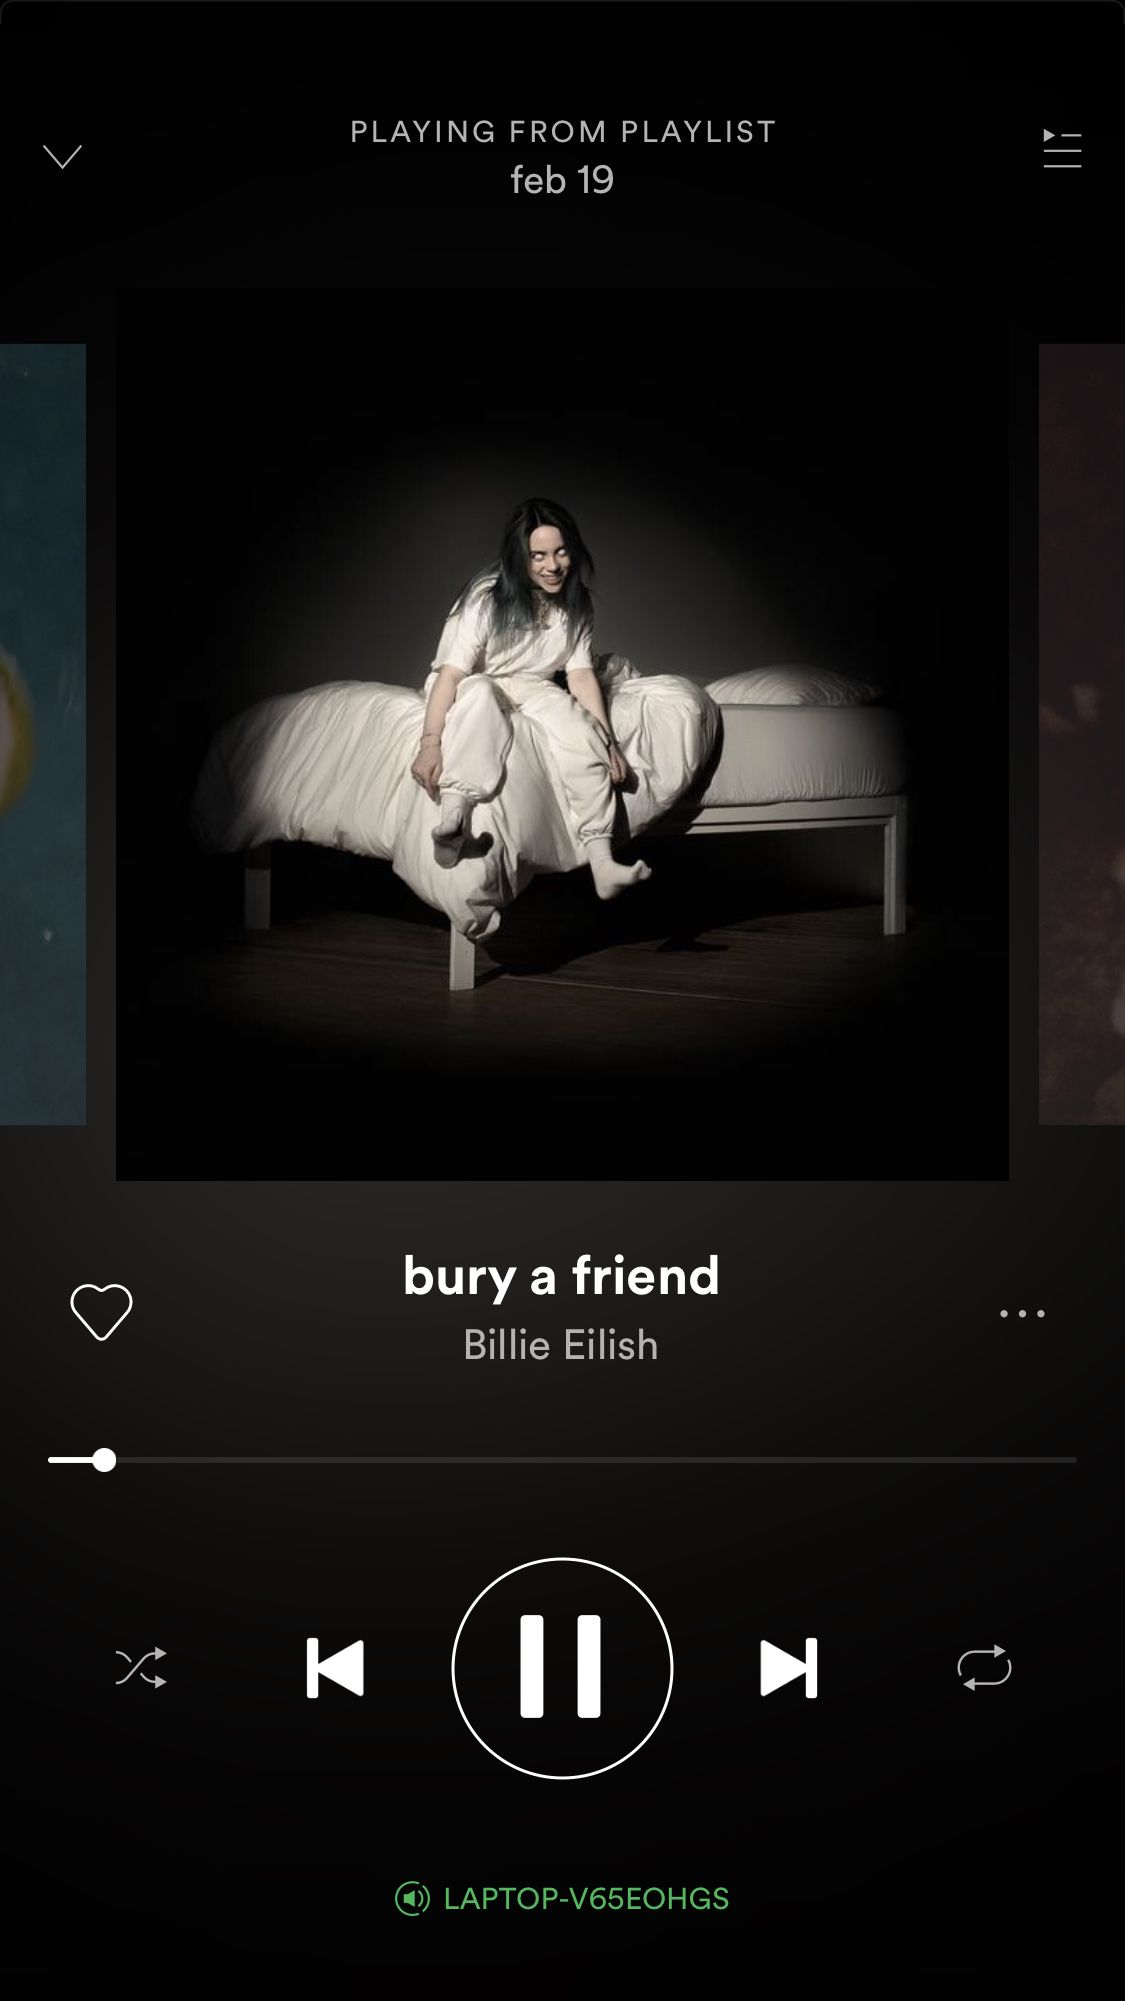 PLAYING FROM PLAYLIST
feb 19
bury a friend
Billie Eilish
LAPTOP-V65EOHGS